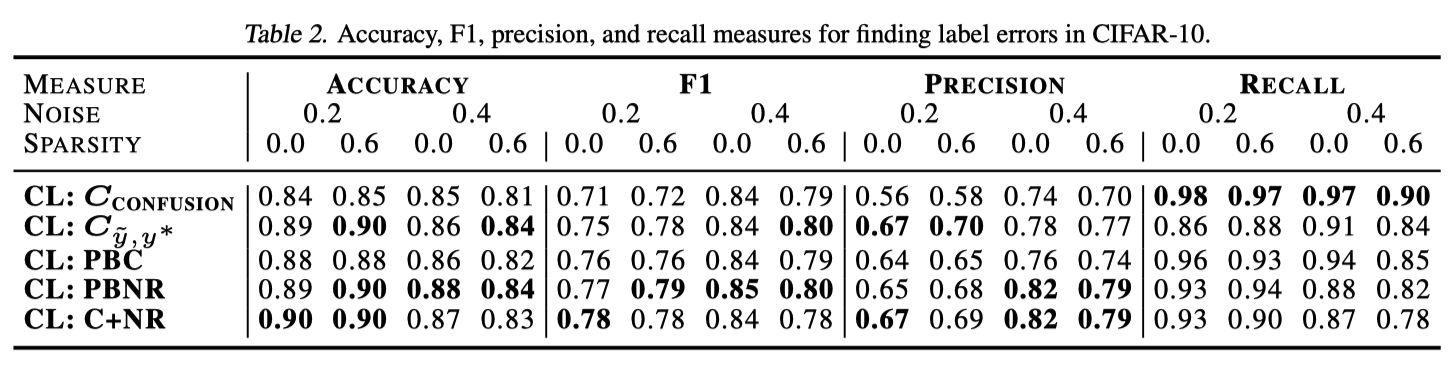 Table 2. Accuracy, F1, precision, and recall measures for finding label errors in CIFAR-10.
MEASURE ACCURACY F1 PRECISION RECALL
NOISE 0.2 0.4 0.2 0.4 0.2 0.4 0.2 0.4
SPARSITY 0.0 0.6 0.0 0.6 | 0.0 0.6 0.0 0.6 | 0.0 0.6 0.0 0.6 | 0.0 0.6 0.0 0.6
CL: C_CONFUSION 0.84 0.85 0.85 0.81 0.71 0.72 0.84 0.79 0.56 0.58 0.74 0.70 0.98 0.97 0.97 0.90
CL: C_ỹ,y* 0.89 0.90 0.86 0.84 0.75 0.78 0.84 0.80 0.67 0.70 0.78 0.77 0.86 0.88 0.91 0.84
CL: PBC 0.88 0.88 0.86 0.82 0.76 0.76 0.84 0.79 0.64 0.65 0.76 0.74 0.96 0.93 0.94 0.85
CL: PBNR 0.89 0.90 0.88 0.84 0.77 0.79 0.85 0.80 0.65 0.68 0.82 0.79 0.93 0.94 0.88 0.82
CL: C+NR 0.90 0.90 0.87 0.83 0.78 0.78 0.84 0.78 0.67 0.69 0.82 0.79 0.93 0.90 0.87 0.78